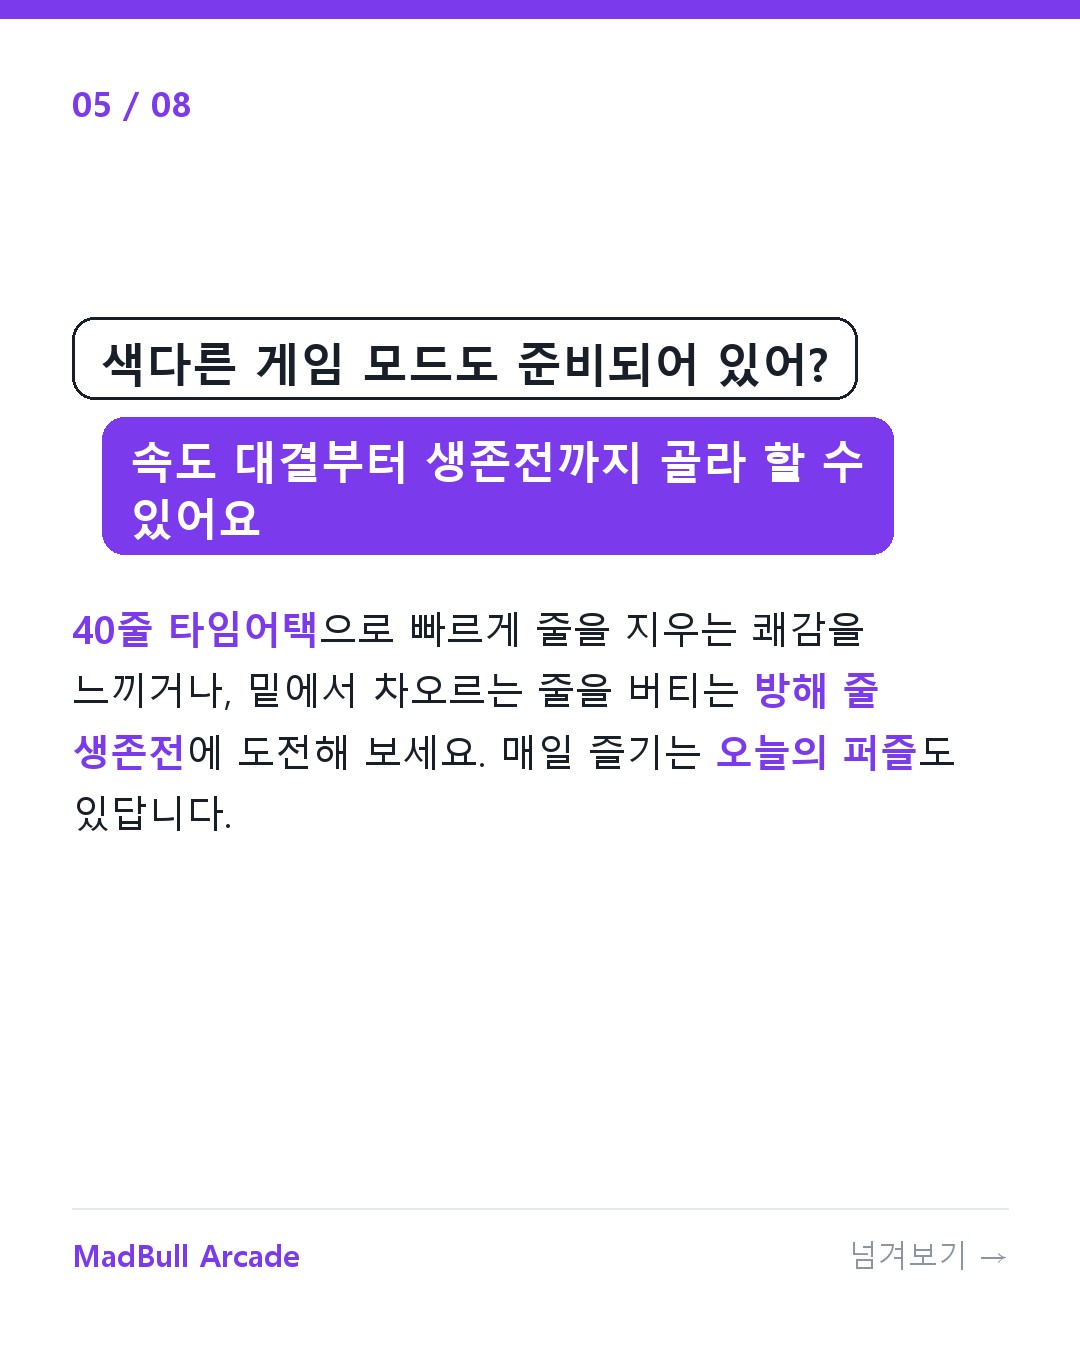 05 / 08
색다른 게임 모드도 준비되어 있어?
속도 대결부터 생존전까지 골라 할 수
있어요
40줄 타임어택으로 빠르게 줄을 지우는 쾌감을
느끼거나, 밑에서 차오르는 줄을 버티는 방해 줄
생존전에 도전해 보세요. 매일 즐기는 오늘의 퍼즐도
있답니다.
MadBull Arcade
넘겨보기 →